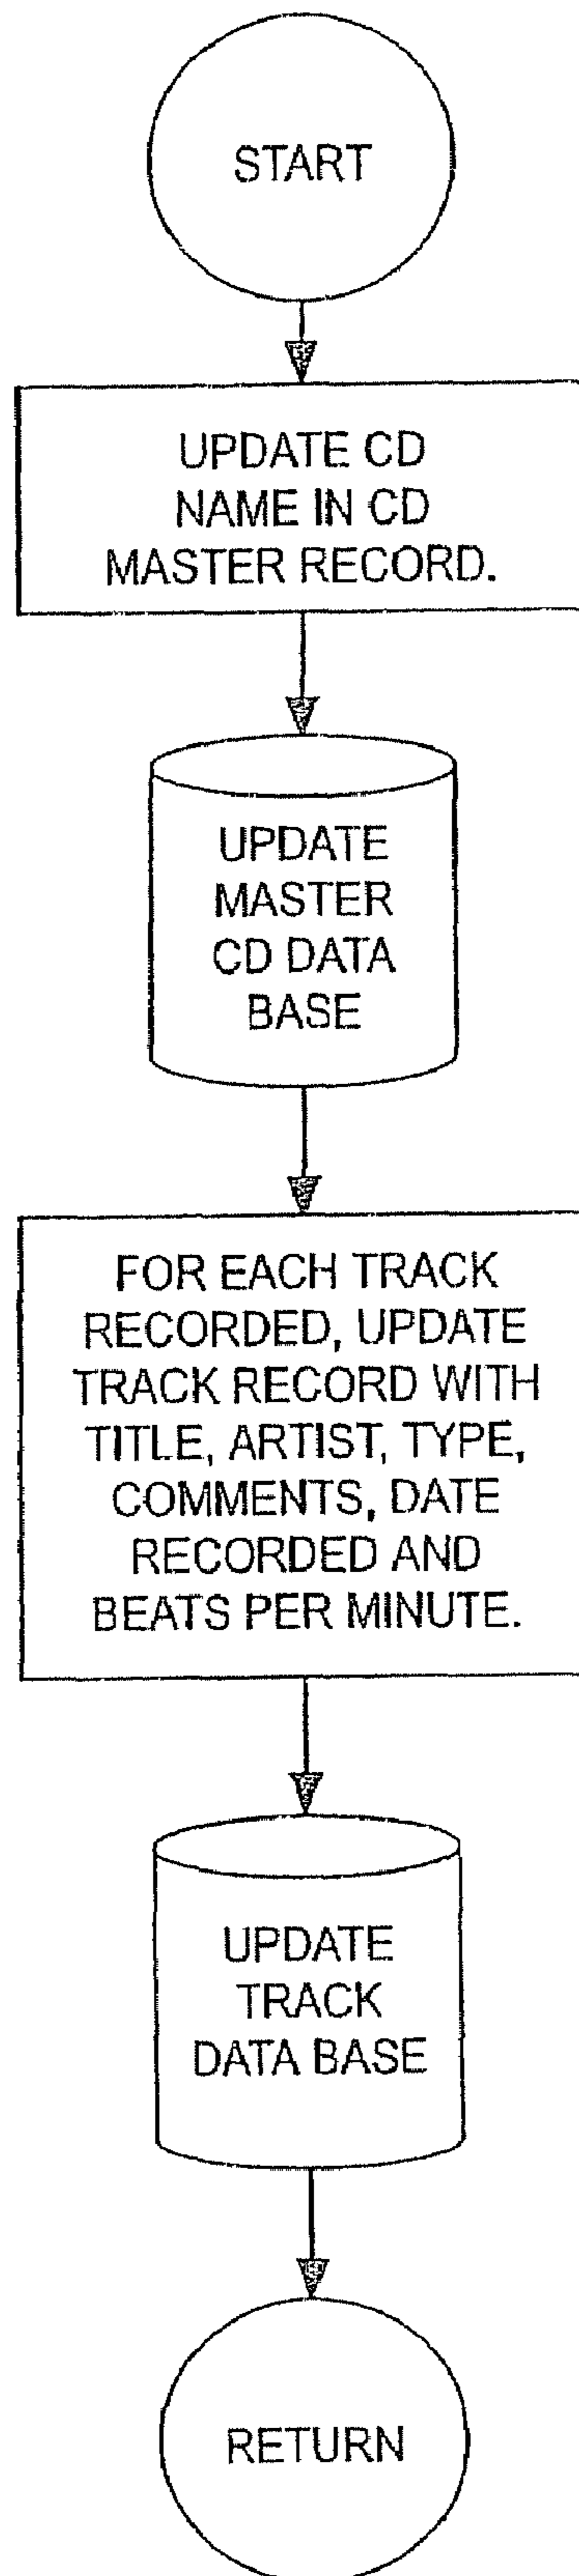 START
UPDATE CD
NAME IN CD
MASTER RECORD.
UPDATE
MASTER
CD DATA
BASE
FOR EACH TRACK
RECORDED, UPDATE
TRACK RECORD WITH
TITLE, ARTIST, TYPE,
COMMENTS, DATE
RECORDED AND
BEATS PER MINUTE.
UPDATE
TRACK
DATA BASE
RETURN